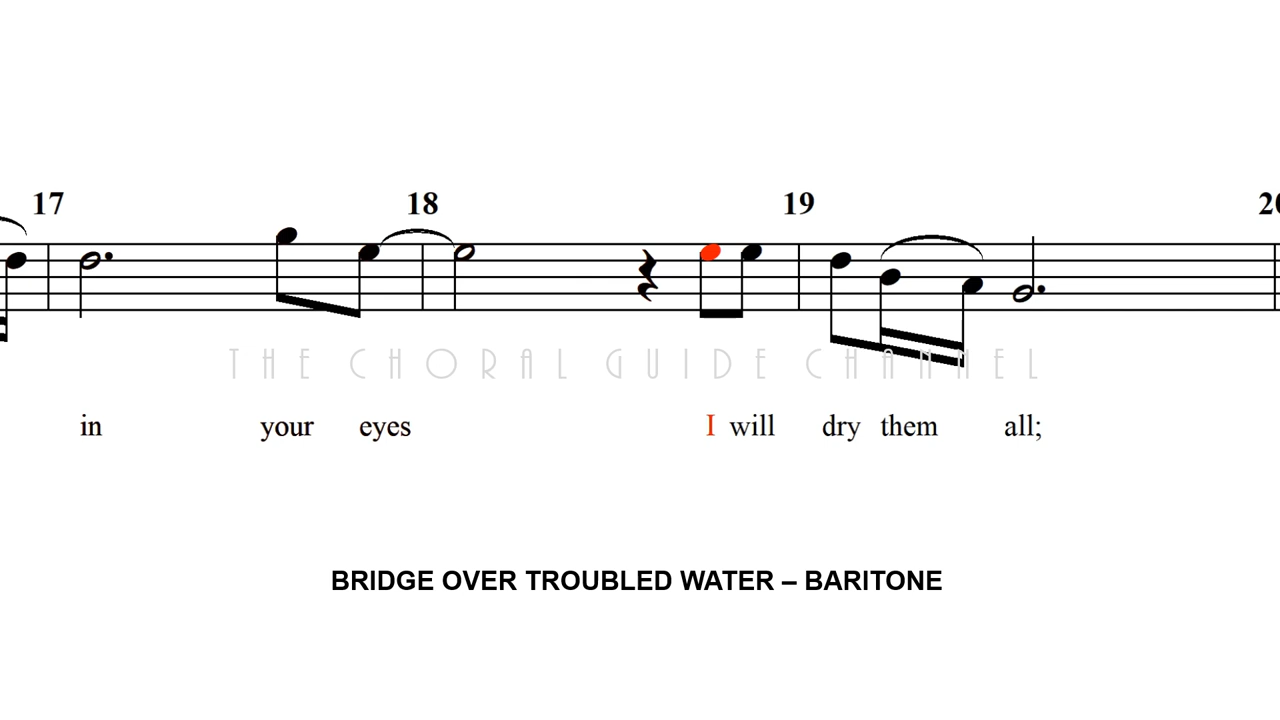 17 18 19 20
THE CHORAL GUIDE CHANNEL
in your eyes I will dry them all;
BRIDGE OVER TROUBLED WATER – BARITONE